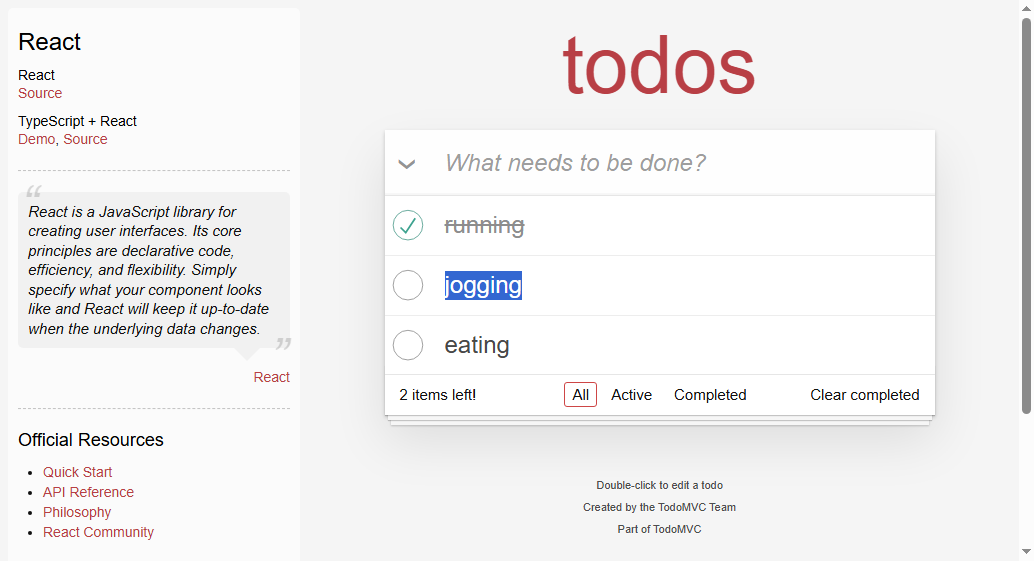 React
React
Source
TypeScript + React
Demo, Source
“
React is a JavaScript library for
creating user interfaces. Its core
principles are declarative code,
efficiency, and flexibility. Simply
specify what your component looks
like and React will keep it up-to-date
when the underlying data changes.
”
React
Official Resources
• Quick Start
• API Reference
• Philosophy
• React Community
todos
What needs to be done?
running
jogging
eating
2 items left! All Active Completed Clear completed
Double-click to edit a todo
Created by the TodoMVC Team
Part of TodoMVC